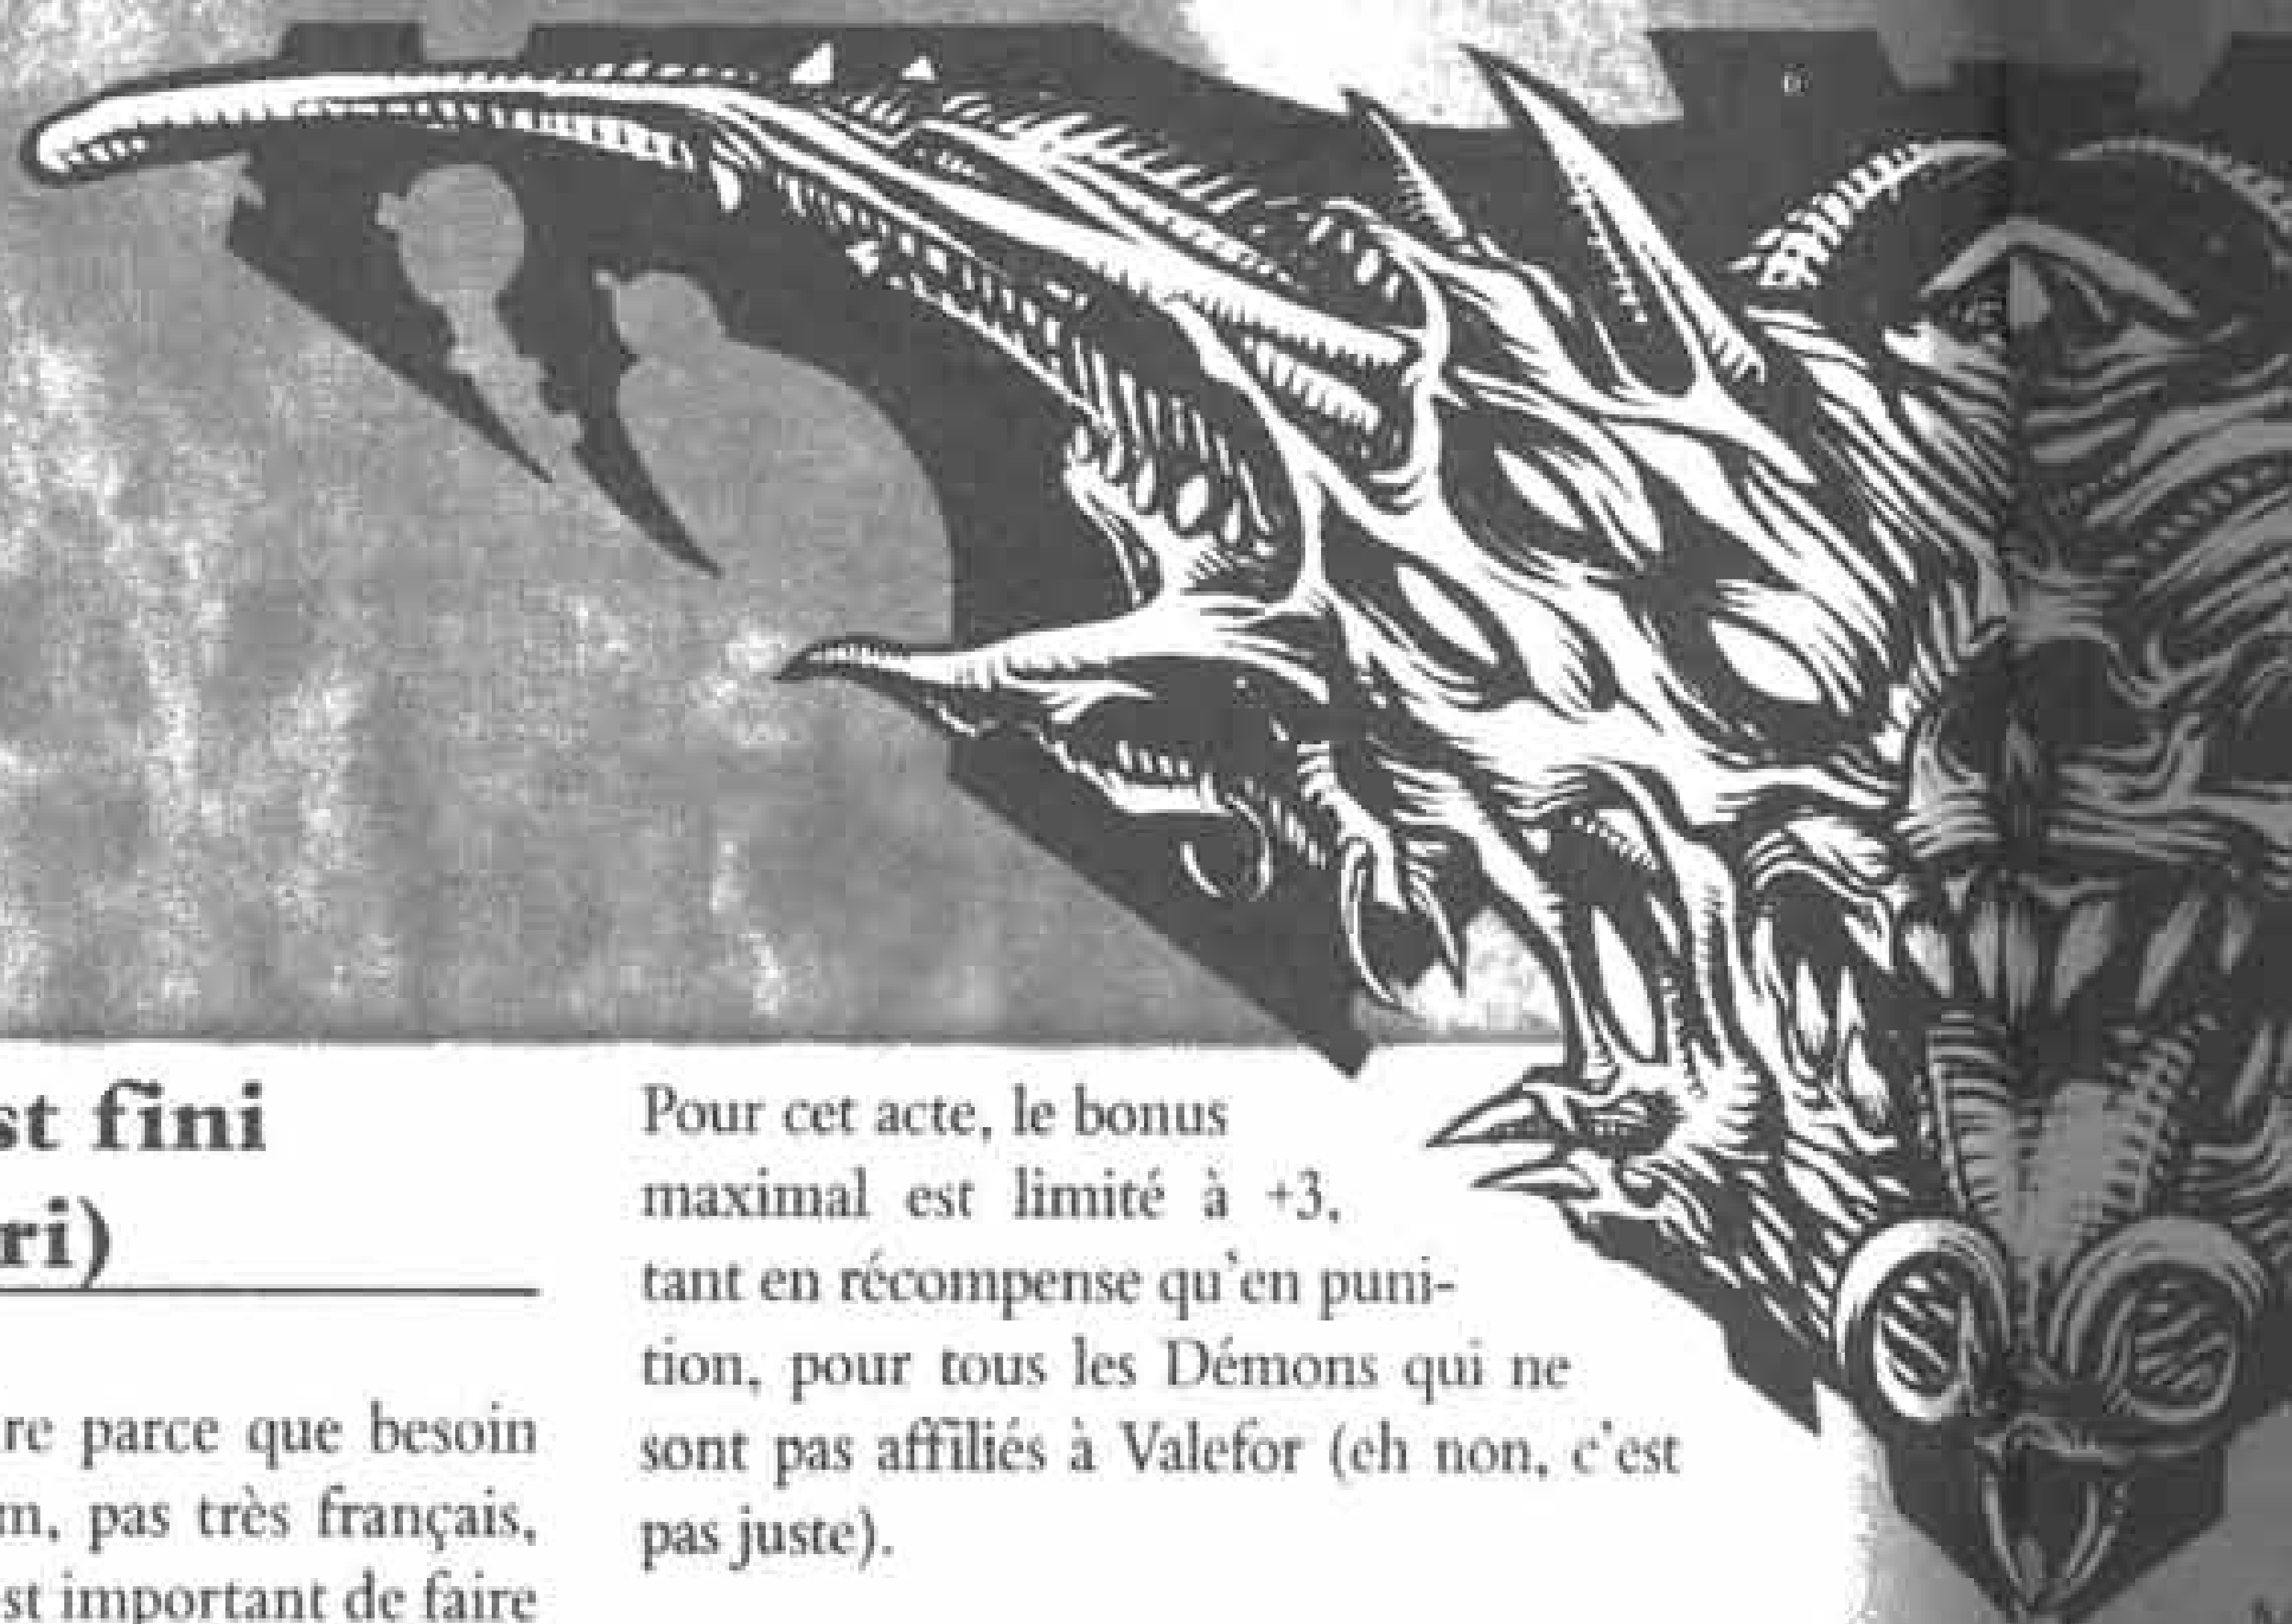 st fini
ri)
re parce que besoin
m, pas très français,
st important de faire
Pour cet acte, le bonus
maximal est limité à +3,
tant en récompense qu'en puni-
tion, pour tous les Démons qui ne
sont pas affiliés à Valefor (eh non, c'est
pas juste).